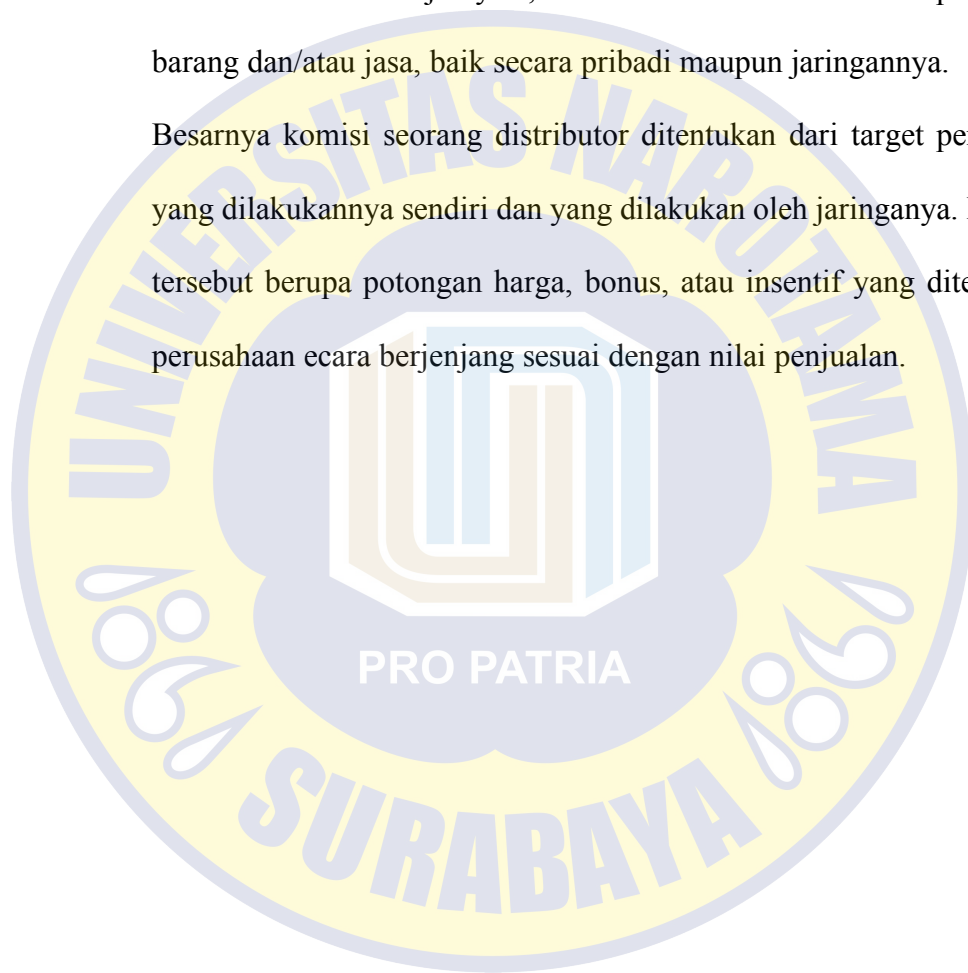 barang dan/atau jasa, baik secara pribadi maupun jaringannya.
Besarnya komisi seorang distributor ditentukan dari target
yang dilakukannya sendiri dan yang dilakukan oleh jaringanya.
tersebut berupa potongan harga, bonus, atau insentif yang
perusahaan ecara berjenjang sesuai dengan nilai penjualan.
UNIVERSITAS NAROTAMA
PRO PATRIA
SURABAYA